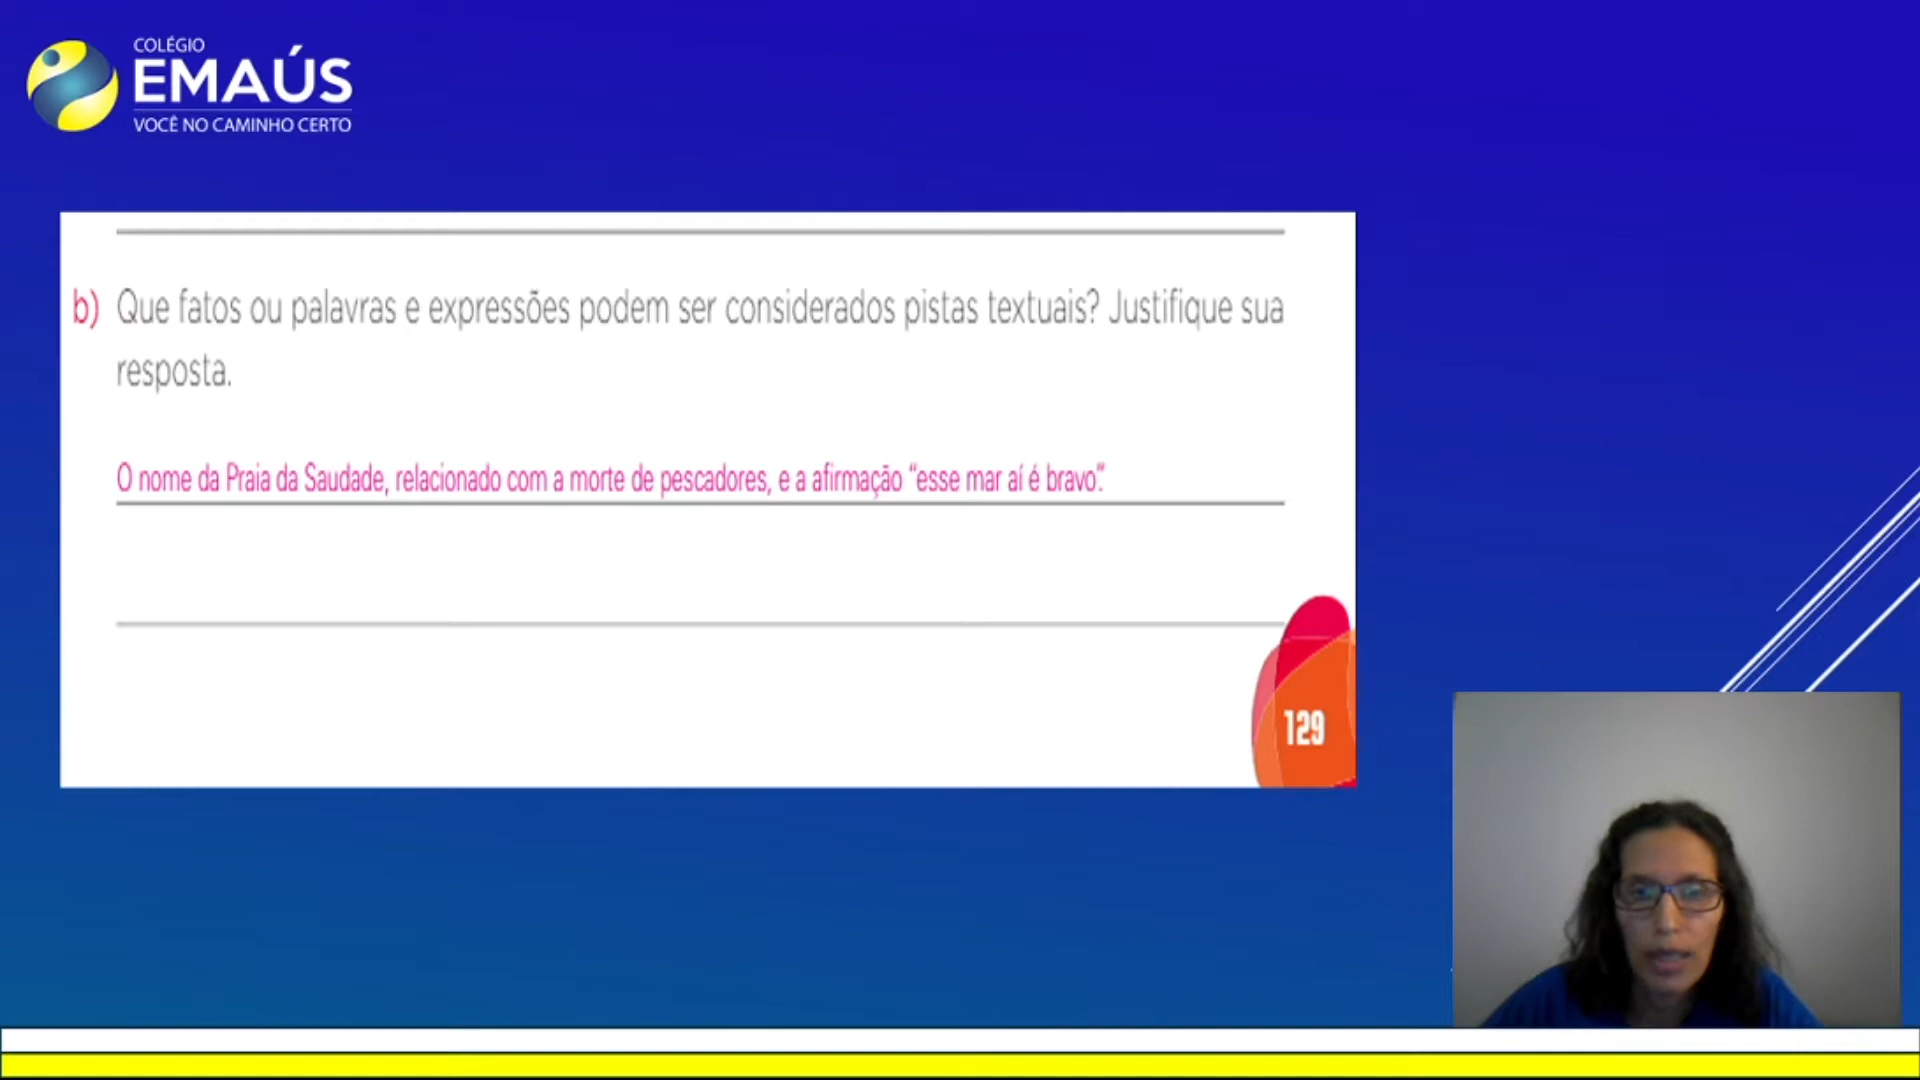 COLÉGIO
EMAÚS
VOCÊ NO CAMINHO CERTO
b) Que fatos ou palavras e expressões podem ser considerados pistas textuais? Justifique sua
resposta.
O nome da Praia da Saudade, relacionado com a morte de pescadores, e a afirmação “esse mar aí é bravo”.
129